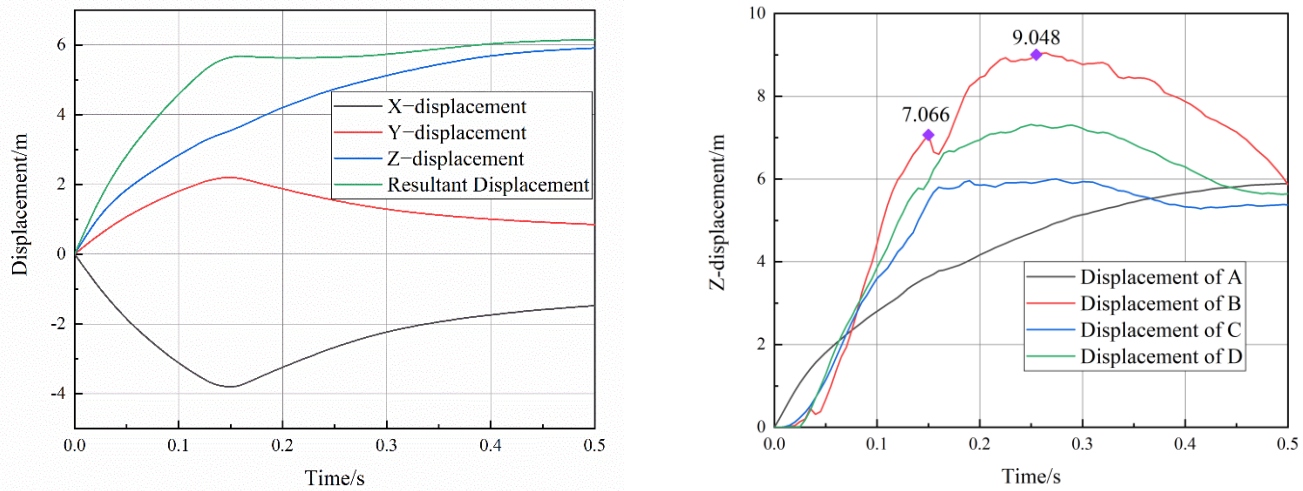 Displacement/m
6
4
2
0
-2
-4
0.0 0.1 0.2 0.3 0.4 0.5
Time/s
X−displacement
Y−displacement
Z−displacement
Resultant Displacement
Z-displacement/m
10
8
6
4
2
0
0.0 0.1 0.2 0.3 0.4 0.5
Time/s
7.066
9.048
Displacement of A
Displacement of B
Displacement of C
Displacement of D